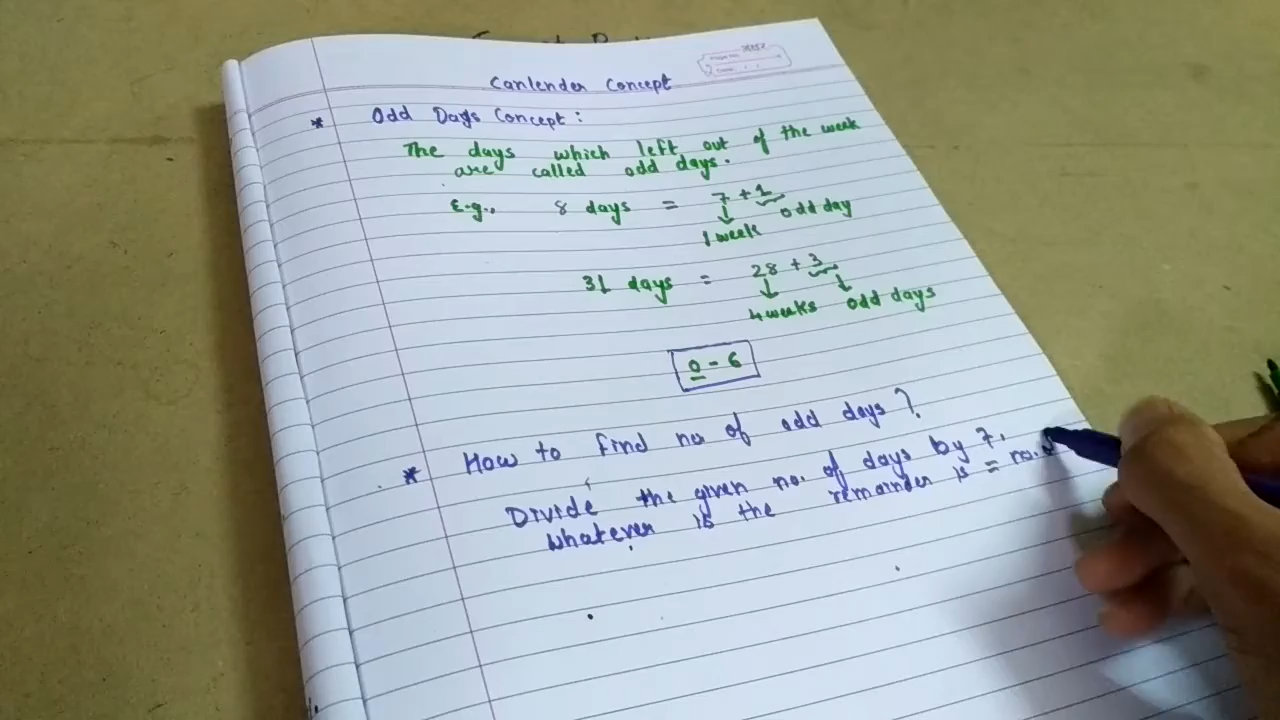 Canlender Concept
* Odd Days Concept:
The days which left out of the week
are called odd days.
E.g., 8 days = 7 + 1
1 week odd day
31 days = 28 + 3
4 weeks odd days
0 - 6
* How to find no of odd days?
Divide the given no. of days by 7.
whatever is the remainder is = no.